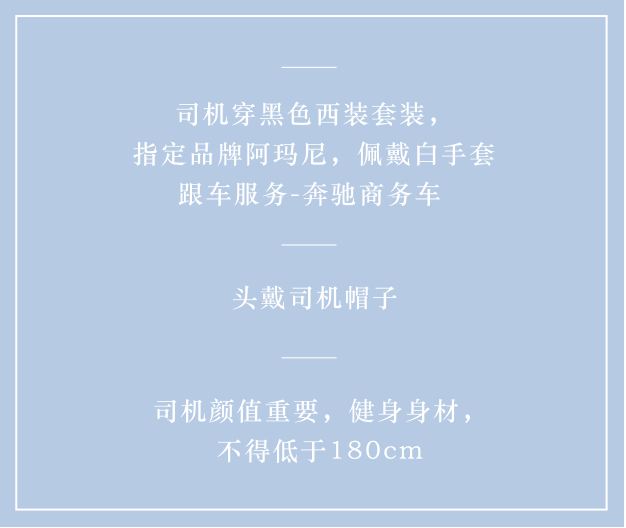 司机穿黑色西装套装，
指定品牌阿玛尼，佩戴白手套
跟车服务-奔驰商务车
头戴司机帽子
司机颜值重要，健身身材，
不得低于180cm